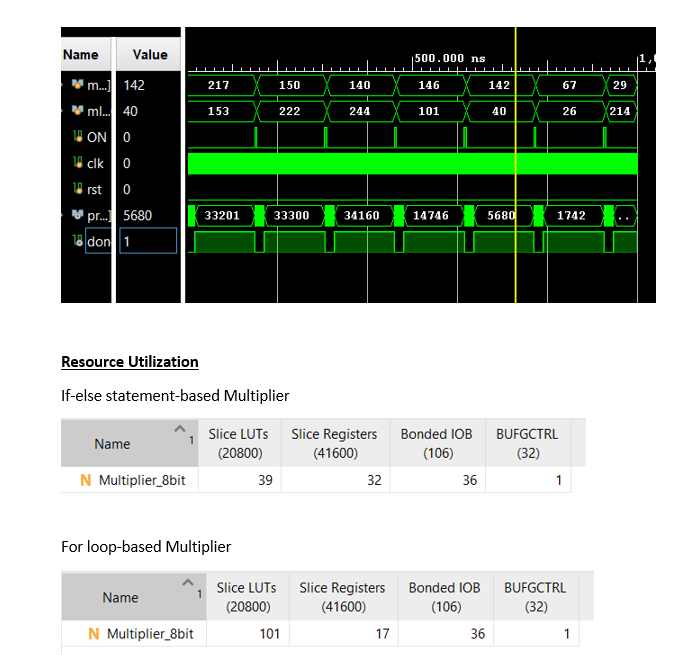 Name Value 500.000 ns 1,0
m...] 142 217 150 140 146 142 67 29
ml... 40 153 222 244 101 40 26 214
ON 0
clk 0
rst 0
pr...] 5680 33201 33300 34160 14746 5680 1742 ..
don 1
Resource Utilization
If-else statement-based Multiplier
Name 1 Slice LUTs Slice Registers Bonded IOB BUFGCTRL
(20800) (41600) (106) (32)
N Multiplier_8bit 39 32 36 1
For loop-based Multiplier
Name 1 Slice LUTs Slice Registers Bonded IOB BUFGCTRL
(20800) (41600) (106) (32)
N Multiplier_8bit 101 17 36 1